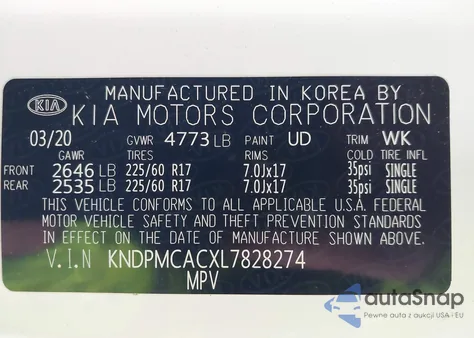 MANUFACTURED IN KOREA BY
KIA KIA MOTORS CORPORATION
03/20 GVWR 4773 LB PAINT UD TRIM WK
GAWR TIRES RIMS COLD TIRE INFL
FRONT 2646 LB 225/60 R17 7.0Jx17 35psi SINGLE
REAR 2535 LB 225/60 R17 7.0Jx17 35psi SINGLE
THIS VEHICLE CONFORMS TO ALL APPLICABLE U.S.A. FEDERAL
MOTOR VEHICLE SAFETY AND THEFT PREVENTION STANDARDS
IN EFFECT ON THE DATE OF MANUFACTURE SHOWN ABOVE.
V.I.N KNDPMCACXL7828274
MPV
autoSnap
Pewne auta z aukcji USA i EU